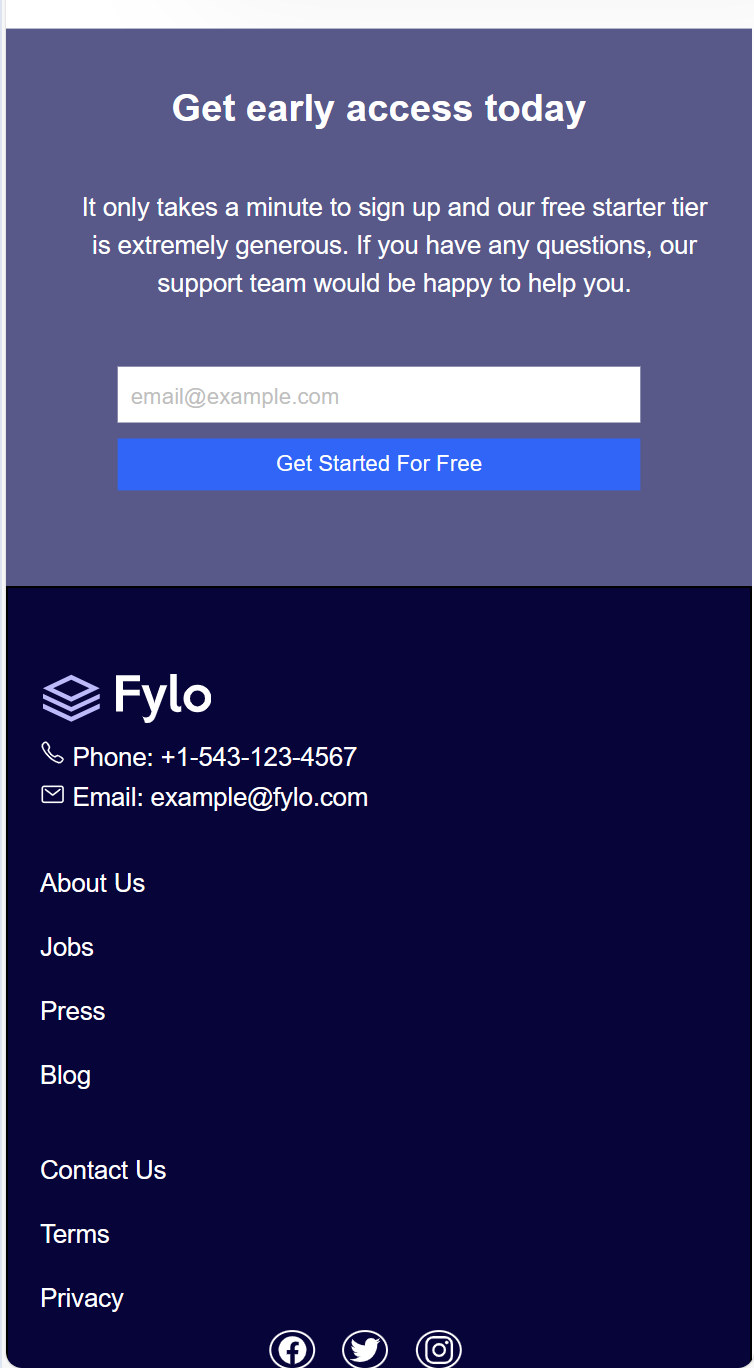 Get early access today
It only takes a minute to sign up and our free starter tier
is extremely generous. If you have any questions, our
support team would be happy to help you.
email@example.com
Get Started For Free
Fylo
Phone: +1-543-123-4567
Email: example@fylo.com
About Us
Jobs
Press
Blog
Contact Us
Terms
Privacy